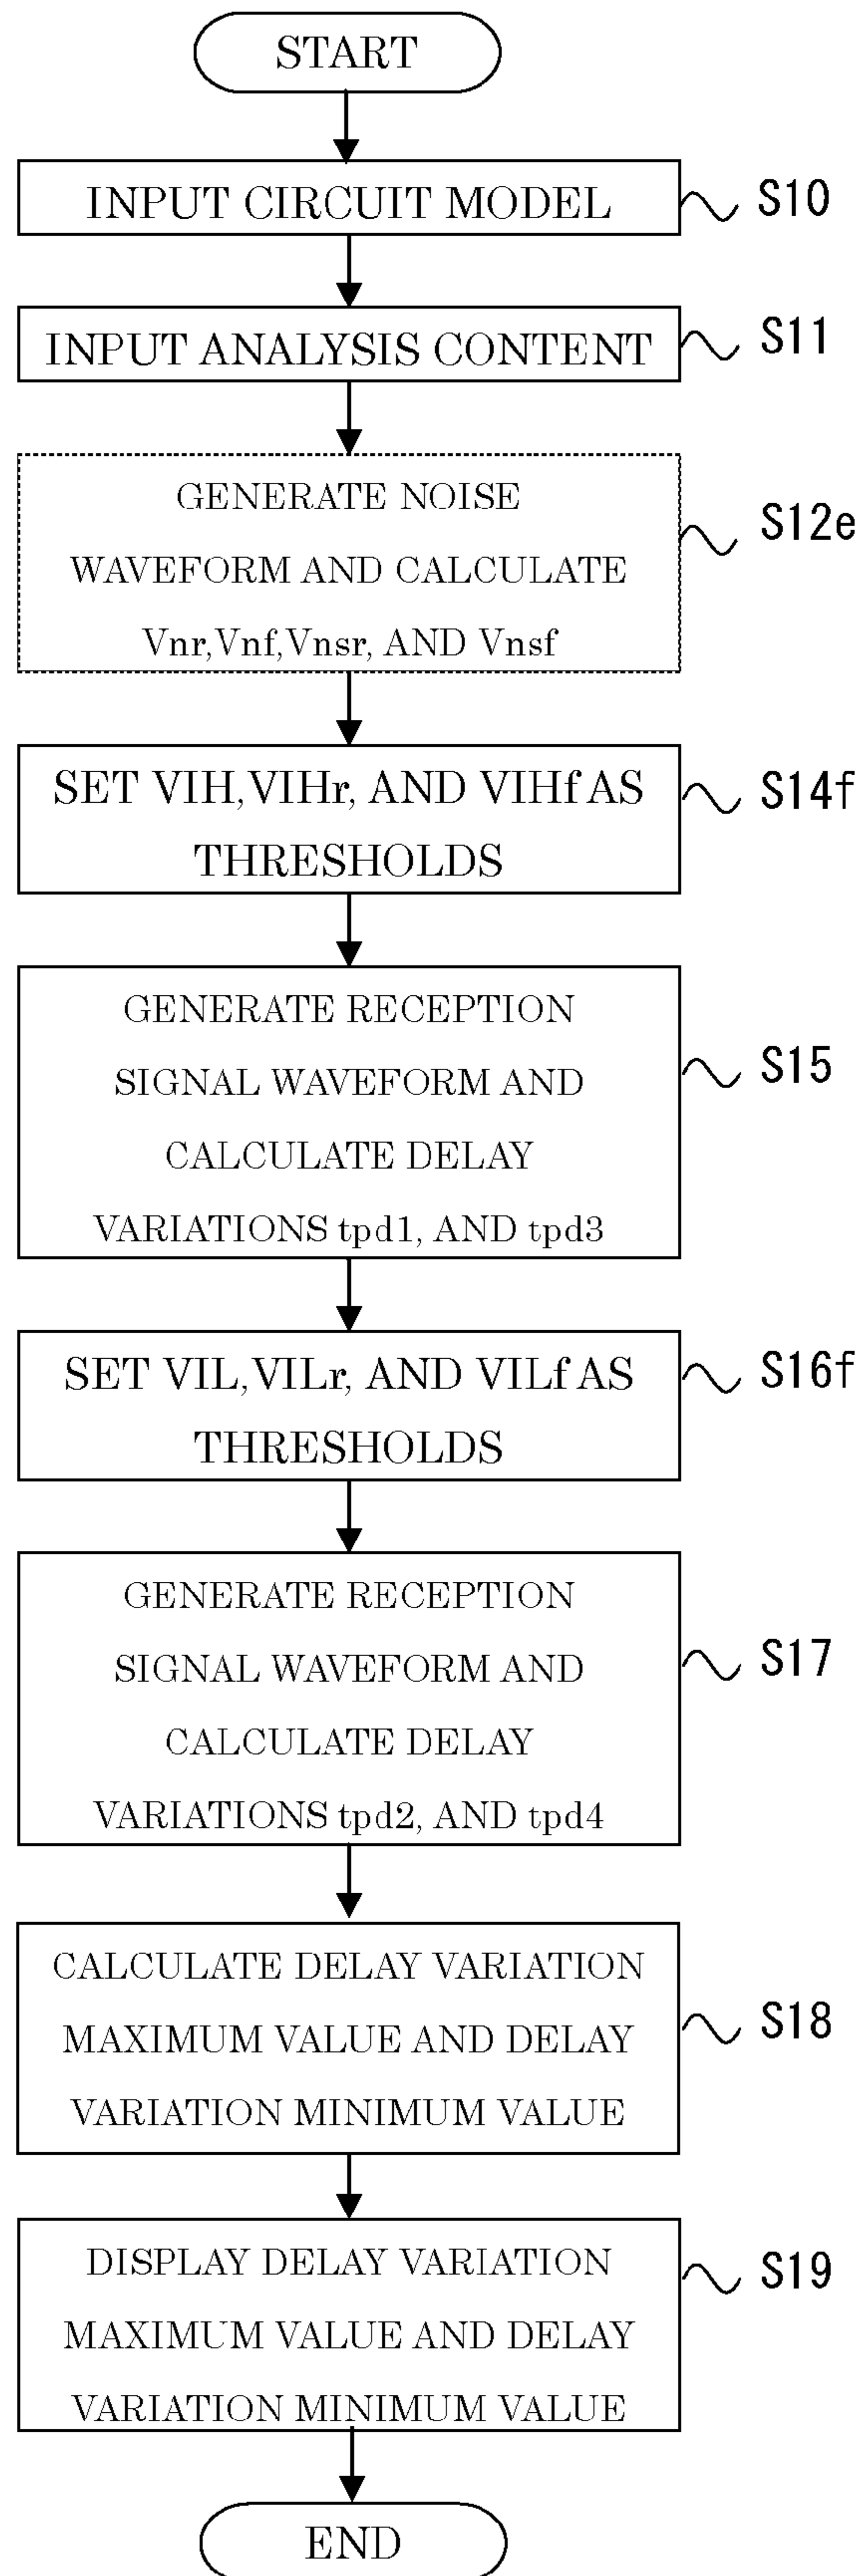 START
INPUT CIRCUIT MODEL
S10
INPUT ANALYSIS CONTENT
S11
GENERATE NOISE
WAVEFORM AND CALCULATE
Vnr,Vnf,Vnsr, AND Vnsf
S12e
SET VIH,VIHr, AND VIHf AS
THRESHOLDS
S14f
GENERATE RECEPTION
SIGNAL WAVEFORM AND
CALCULATE DELAY
VARIATIONS tpd1, AND tpd3
S15
SET VIL,VILr, AND VILf AS
THRESHOLDS
S16f
GENERATE RECEPTION
SIGNAL WAVEFORM AND
CALCULATE DELAY
VARIATIONS tpd2, AND tpd4
S17
CALCULATE DELAY VARIATION
MAXIMUM VALUE AND DELAY
VARIATION MINIMUM VALUE
S18
DISPLAY DELAY VARIATION
MAXIMUM VALUE AND DELAY
VARIATION MINIMUM VALUE
S19
END